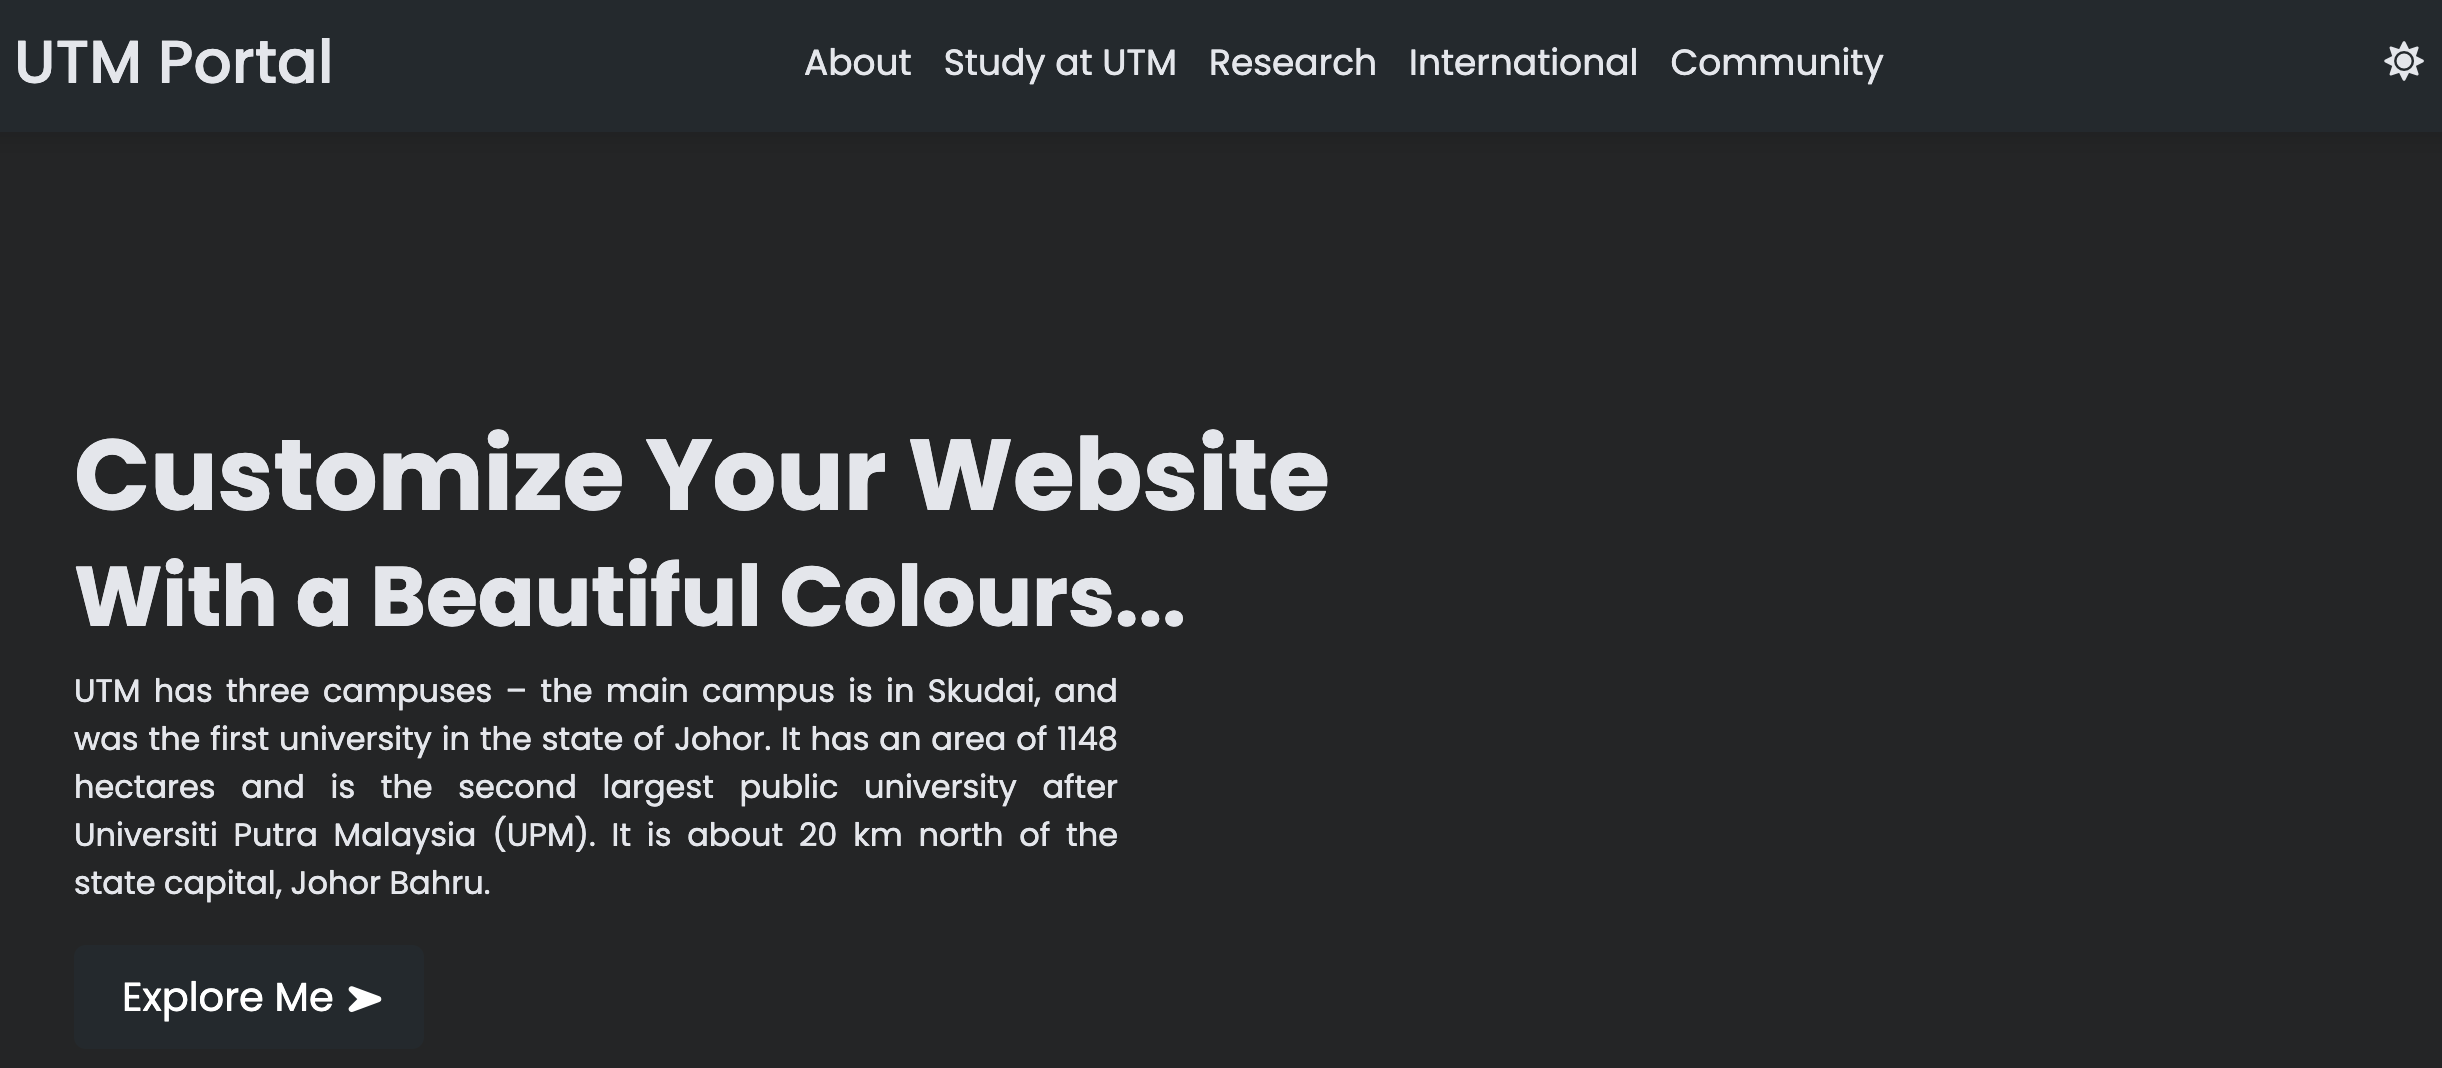 UTM Portal
About Study at UTM Research International Community
Customize Your Website
With a Beautiful Colours...
UTM has three campuses – the main campus is in Skudai, and
was the first university in the state of Johor. It has an area of 1148
hectares and is the second largest public university after
Universiti Putra Malaysia (UPM). It is about 20 km north of the
state capital, Johor Bahru.
Explore Me